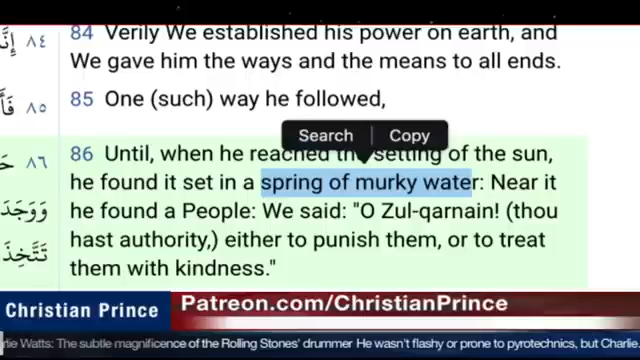 84 Verily We established his power on earth, and
We gave him the ways and the means to all ends.
إِنَّ ٨٤
85 One (such) way he followed,
٨٥
Search Copy
86 Until, when he reached the setting of the sun,
٨٦
he found it set in a spring of murky water: Near it
وَوَجَدَ
he found a People: We said: "O Zul-qarnain! (thou
hast authority,) either to punish them, or to treat
تَتَّخِذَ
them with kindness."
Christian Prince
Patreon.com/ChristianPrince
lie Watts: The subtle magnificence of the Rolling Stones' drummer He wasn't flashy or prone to pyrotechnics, but Charlie